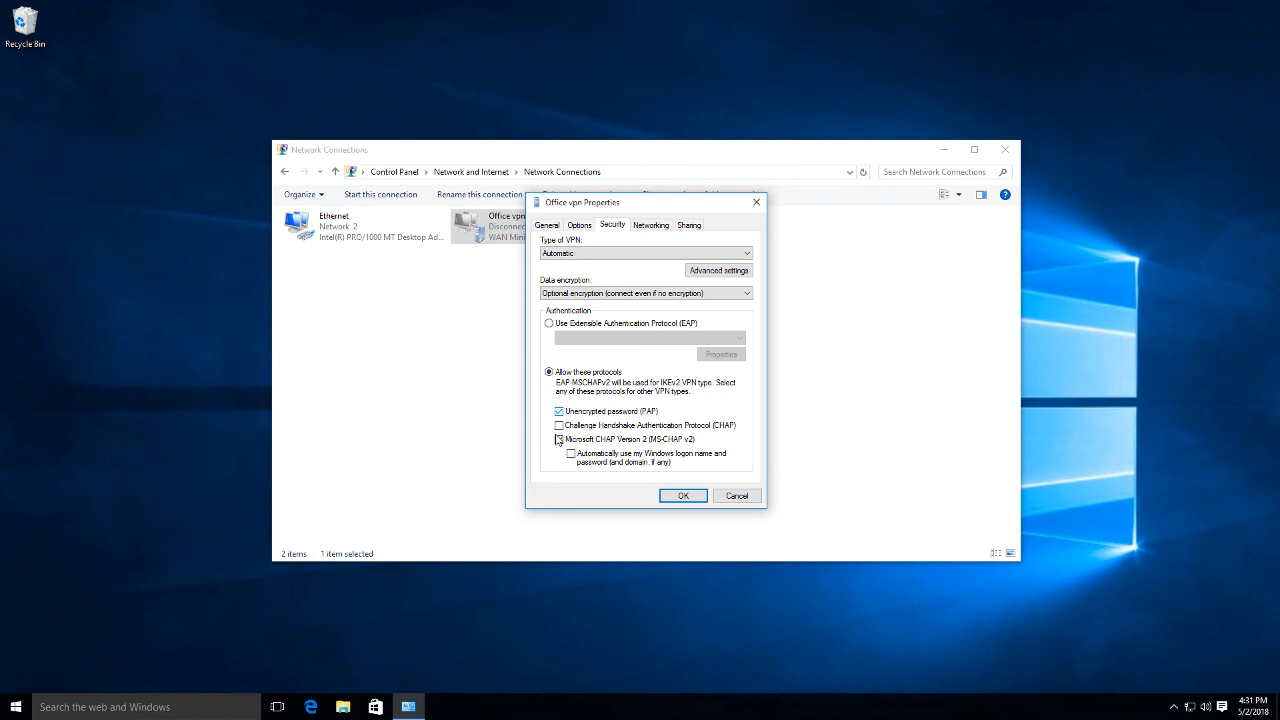 Recycle Bin
Network Connections
Control Panel
Network and Internet
Network Connections
Search Network Connections
Organize
Start this connection
Rename this connection
Ethernet
Network 2
Intel(R) PRO/1000 MT Desktop Ad...
Office vpn
Disconnec
WAN Mini
Office vpn Properties
General
Options
Security
Networking
Sharing
Type of VPN:
Automatic
Advanced settings
Data encryption:
Optional encryption (connect even if no encryption)
Authentication
Use Extensible Authentication Protocol (EAP)
Properties
Allow these protocols
EAP-MSCHAPv2 will be used for IKEv2 VPN type. Select
any of these protocols for other VPN types.
Unencrypted password (PAP)
Challenge Handshake Authentication Protocol (CHAP)
Microsoft CHAP Version 2 (MS-CHAP v2)
Automatically use my Windows logon name and
password (and domain, if any)
OK
Cancel
2 items
1 item selected
Search the web and Windows
4:31 PM
5/2/2018